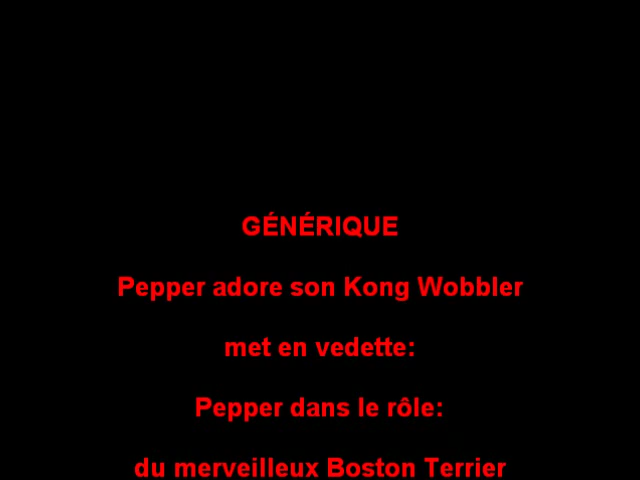 GÉNÉRIQUE
Pepper adore son Kong Wobbler
met en vedette:
Pepper dans le rôle:
du merveilleux Boston Terrier